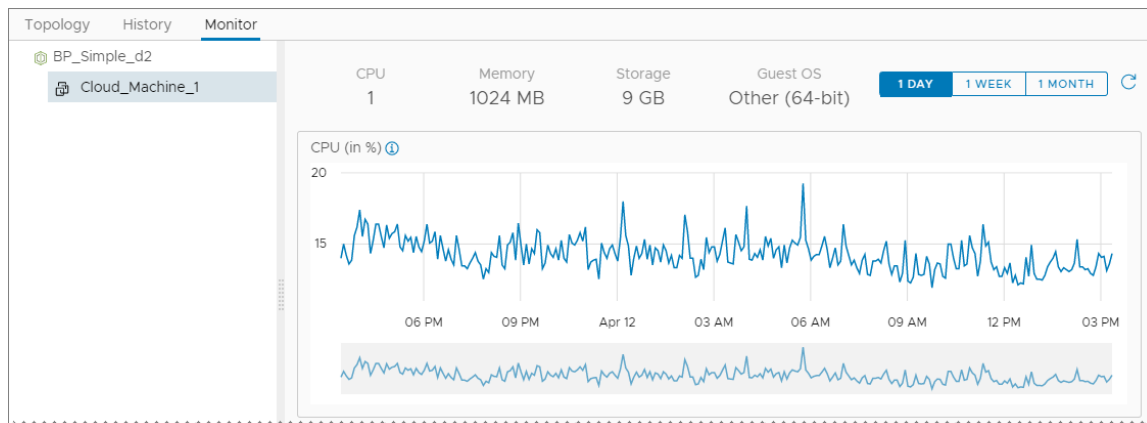 Topology History Monitor
BP_Simple_d2
Cloud_Machine_1
CPU Memory Storage Guest OS
1 1024 MB 9 GB Other (64-bit)
1 DAY 1 WEEK 1 MONTH
CPU (in %)
20
15
06 PM 09 PM Apr 12 03 AM 06 AM 09 AM 12 PM 03 PM